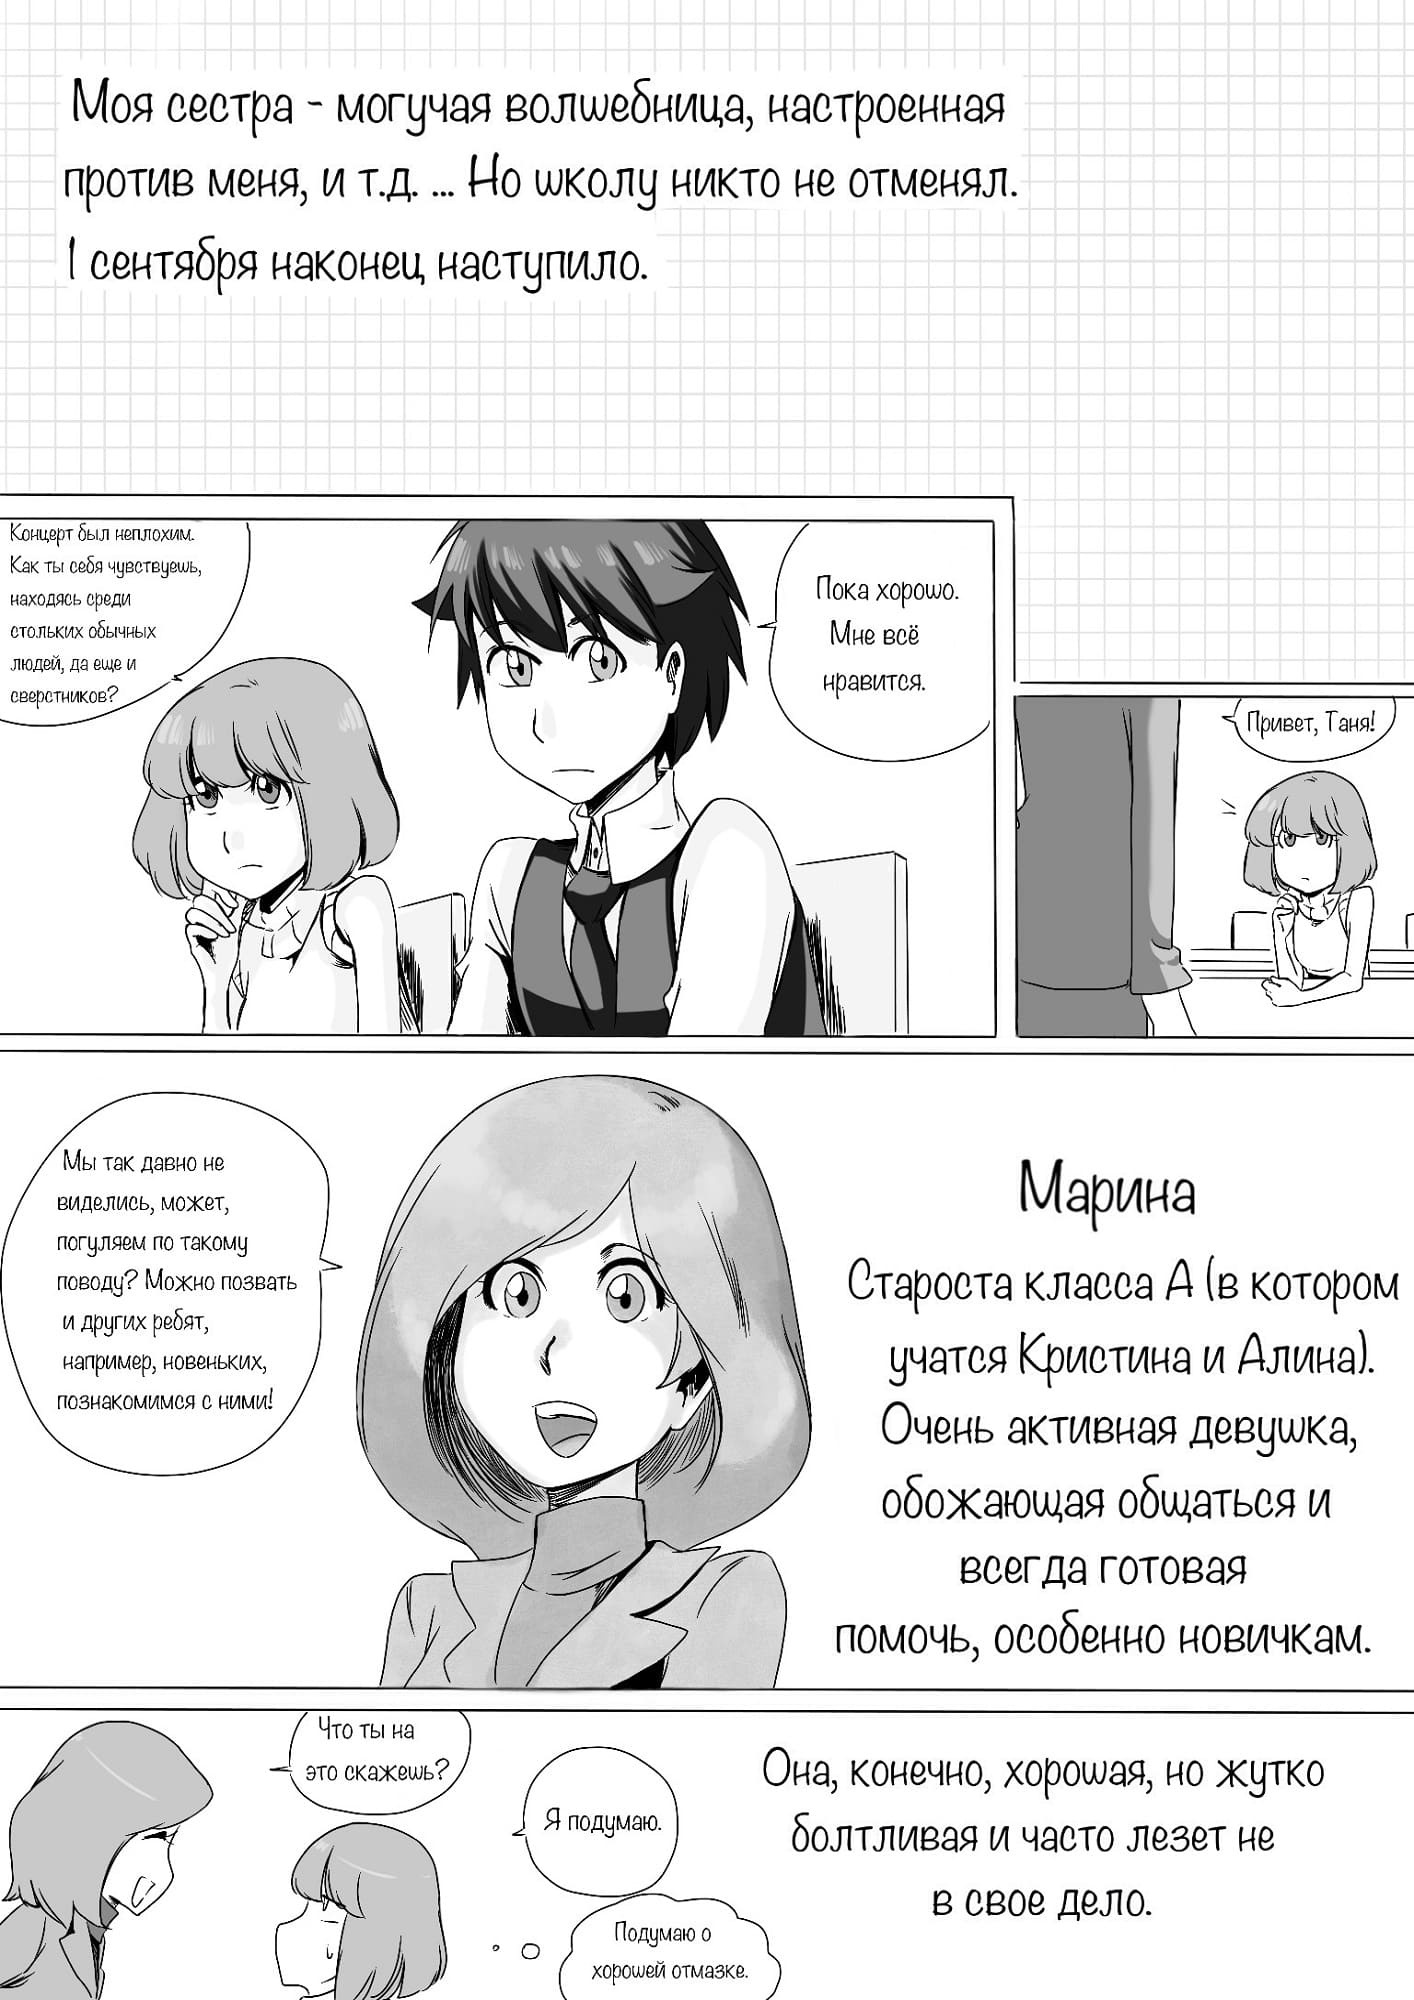 Моя сестра - могучая волшебница, настроенная
против меня, и т.д. ... Но школу никто не отменял.
1 сентября наконец наступило.
Концерт был неплохим.
Как ты себя чувствуешь,
находясь среди
стольких обычных
людей, да еще и
сверстников?
Пока хорошо.
Мне всё
нравится.
Привет, Таня!
Мы так давно не
виделись, может,
погуляем по такому
поводу? Можно позвать
и других ребят,
например, новеньких,
познакомимся с ними!
Марина
Староста класса А (в котором
учатся Кристина и Алина).
Очень активная девушка,
обожающая общаться и
всегда готовая
помочь, особенно новичкам.
Что ты на
это скажешь?
Я подумаю.
Подумаю о
хорошей отмазке.
Она, конечно, хорошая, но жутко
болтливая и часто лезет не
в свое дело.